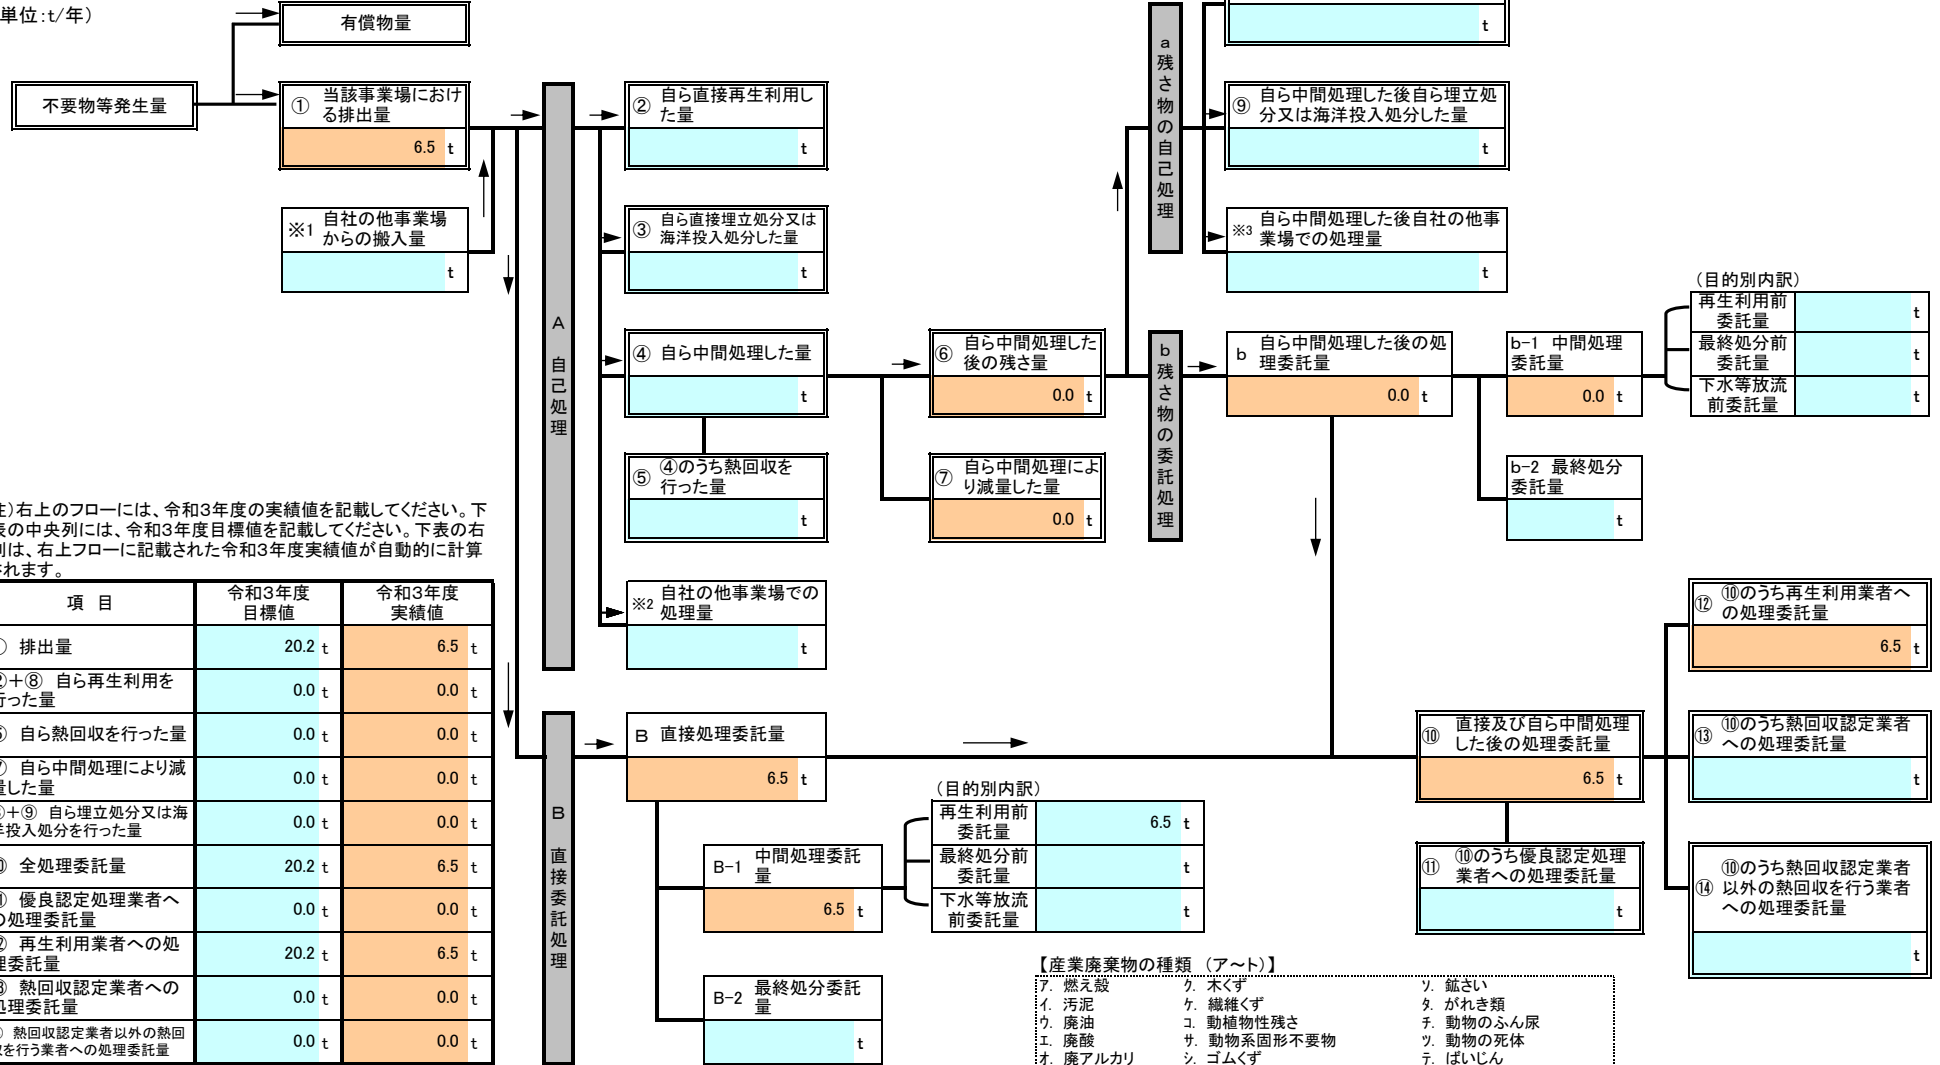 単位:t/年）
有償物量
不要物等発生量
① 当該事業場におけ
る排出量
6.5 t
※1 自社の他事業場
からの搬入量
t
A 自己処理
② 自ら直接再生利用し
た量
t
③ 自ら直接埋立処分又は
海洋投入処分した量
t
④ 自ら中間処理した量
t
⑤ ④のうち熱回収を
行った量
t
※2 自社の他事業場での
処理量
t
⑥ 自ら中間処理した
後の残さ量
0.0 t
⑦ 自ら中間処理によ
り減量した量
0.0 t
a残さ物の自己処理
t
⑨ 自ら中間処理した後自ら埋立処
分又は海洋投入処分した量
t
※3 自ら中間処理した後自社の他事
業場での処理量
t
b残さ物の委託処理
b 自ら中間処理した後の処
理委託量
0.0 t
b-1 中間処理
委託量
0.0 t
b-2 最終処分
委託量
t
（目的別内訳）
再生利用前
委託量
t
最終処分前
委託量
t
下水等放流
前委託量
t
注）右上のフローには、令和3年度の実績値を記載してください。下
表の中央列には、令和3年度目標値を記載してください。下表の右
列は、右上フローに記載された令和3年度実績値が自動的に計算
されます。
項 目
令和3年度
目標値
令和3年度
実績値
① 排出量 20.2 t 6.5 t
②＋⑧ 自ら再生利用を
行った量 0.0 t 0.0 t
⑤ 自ら熱回収を行った量 0.0 t 0.0 t
⑦ 自ら中間処理により減
量した量 0.0 t 0.0 t
③＋⑨ 自ら埋立処分又は海
洋投入処分を行った量 0.0 t 0.0 t
⑩ 全処理委託量 20.2 t 6.5 t
⑪ 優良認定処理業者へ
の処理委託量 0.0 t 0.0 t
⑫ 再生利用業者への処
理委託量 20.2 t 6.5 t
⑬ 熱回収認定業者への
処理委託量 0.0 t 0.0 t
⑭ 熱回収認定業者以外の熱回
収を行う業者への処理委託量 0.0 t 0.0 t
B 直接委託処理
B 直接処理委託量
6.5 t
B-1 中間処理委託
量
6.5 t
B-2 最終処分委託
量
t
（目的別内訳）
再生利用前
委託量
6.5 t
最終処分前
委託量
t
下水等放流
前委託量
t
⑩ 直接及び自ら中間処理
した後の処理委託量
6.5 t
⑪ ⑩のうち優良認定処理
業者への処理委託量
t
⑫ ⑩のうち再生利用業者へ
の処理委託量
6.5 t
⑬ ⑩のうち熱回収認定業者
への処理委託量
t
⑭ ⑩のうち熱回収認定業者
以外の熱回収を行う業者
への処理委託量
t
【産業廃棄物の種類 （ア～ト）】
ア. 燃え殻 ク. 木くず ソ. 鉱さい
イ. 汚泥 ケ. 繊維くず タ. がれき類
ウ. 廃油 コ. 動植物性残さ チ. 動物のふん尿
エ. 廃酸 サ. 動物系固形不要物 ツ. 動物の死体
オ. 廃アルカリ シ. ゴムくず テ. ばいじん